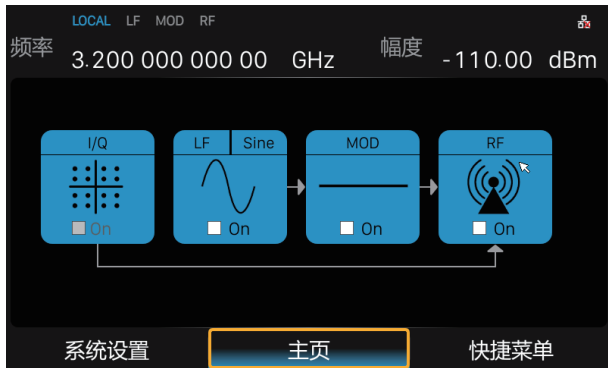 LOCAL LF MOD RF
频率 3.200 000 000 00 GHz 幅度 -110.00 dBm
I/Q LF Sine MOD RF
On On On On
系统设置 主页 快捷菜单